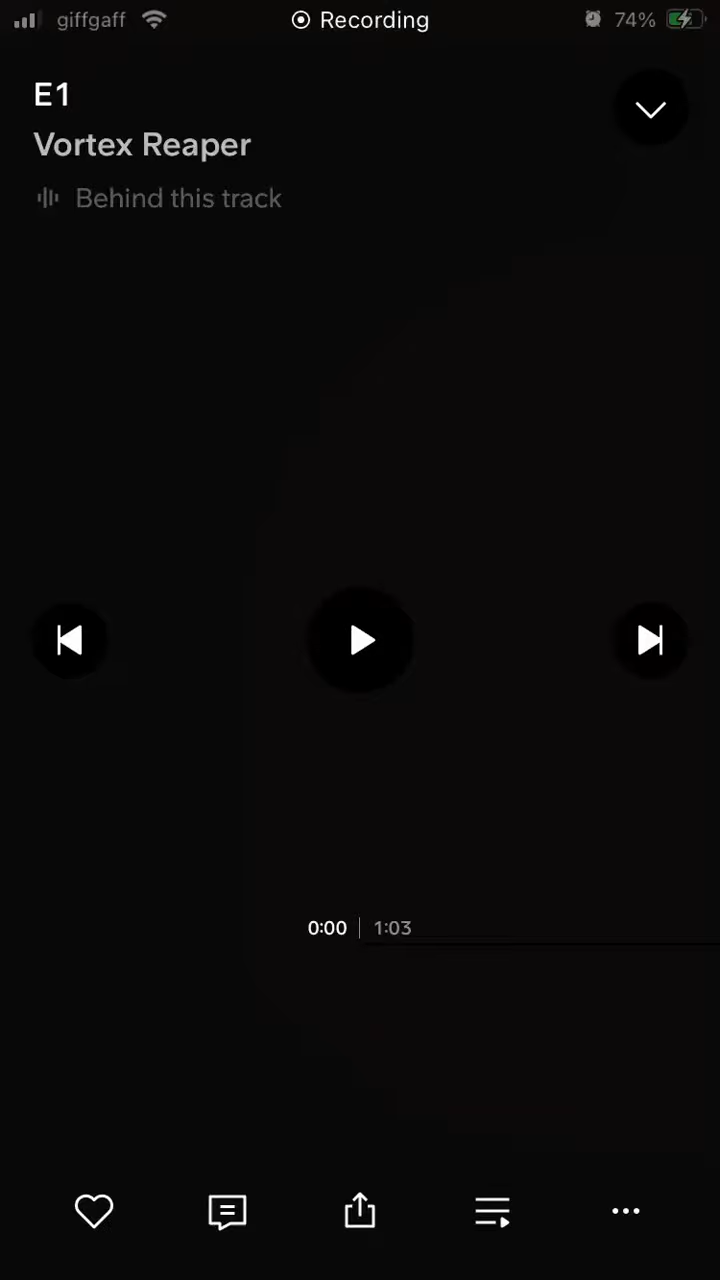 giffgaff Recording 74%
E1
Vortex Reaper
Behind this track
0:00 1:03